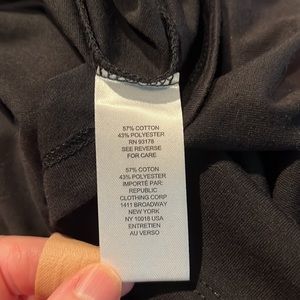 57% COTTON
43% POLYESTER
RN 93178
SEE REVERSE
FOR CARE
57% COTON
43% POLYESTER
IMPORTÉ PAR:
REPUBLIC
CLOTHING CORP
1411 BROADWAY
NEW YORK
NY 10018 USA
ENTRETIEN
AU VERSO